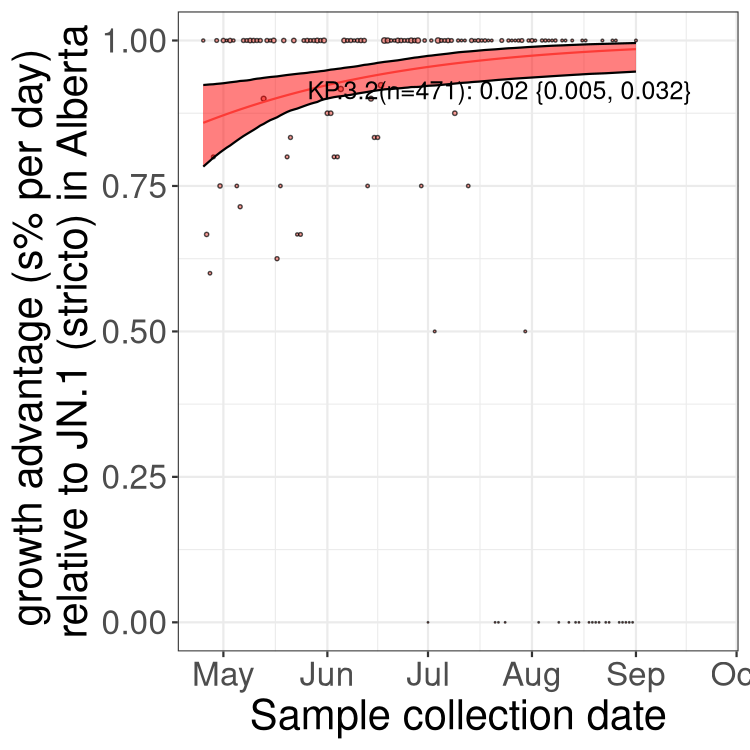 growth advantage (s% per day)
relative to JN.1 (stricto) in Alberta
1.00
0.75
0.50
0.25
0.00
KP.3.2(n=471): 0.02 {0.005, 0.032}
May Jun Jul Aug Sep Oc
Sample collection date